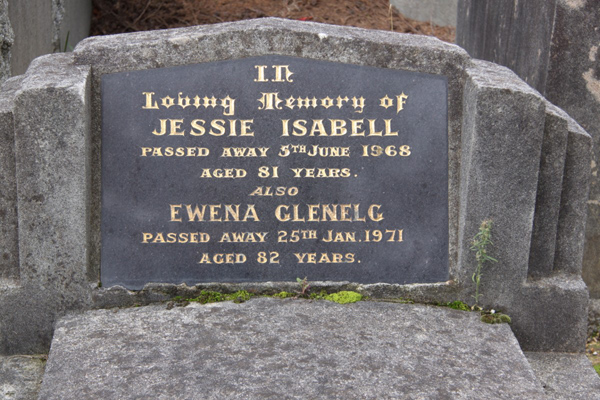 In
Loving Memory of
JESSIE ISABELL
PASSED AWAY 5TH JUNE 1968
AGED 81 YEARS.
ALSO
EWENA GLENELG
PASSED AWAY 25TH JAN. 1971
AGED 82 YEARS.